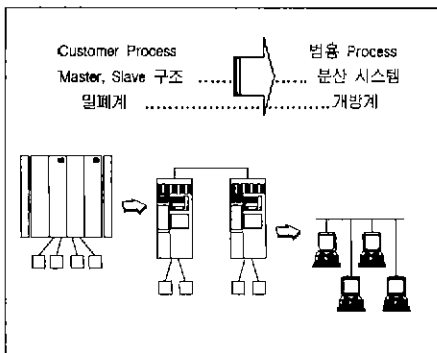 Customer Process 범용 Process
Master, Slave 구조 ...... ...... 분산 시스템
밀폐계 ........................ 개방계